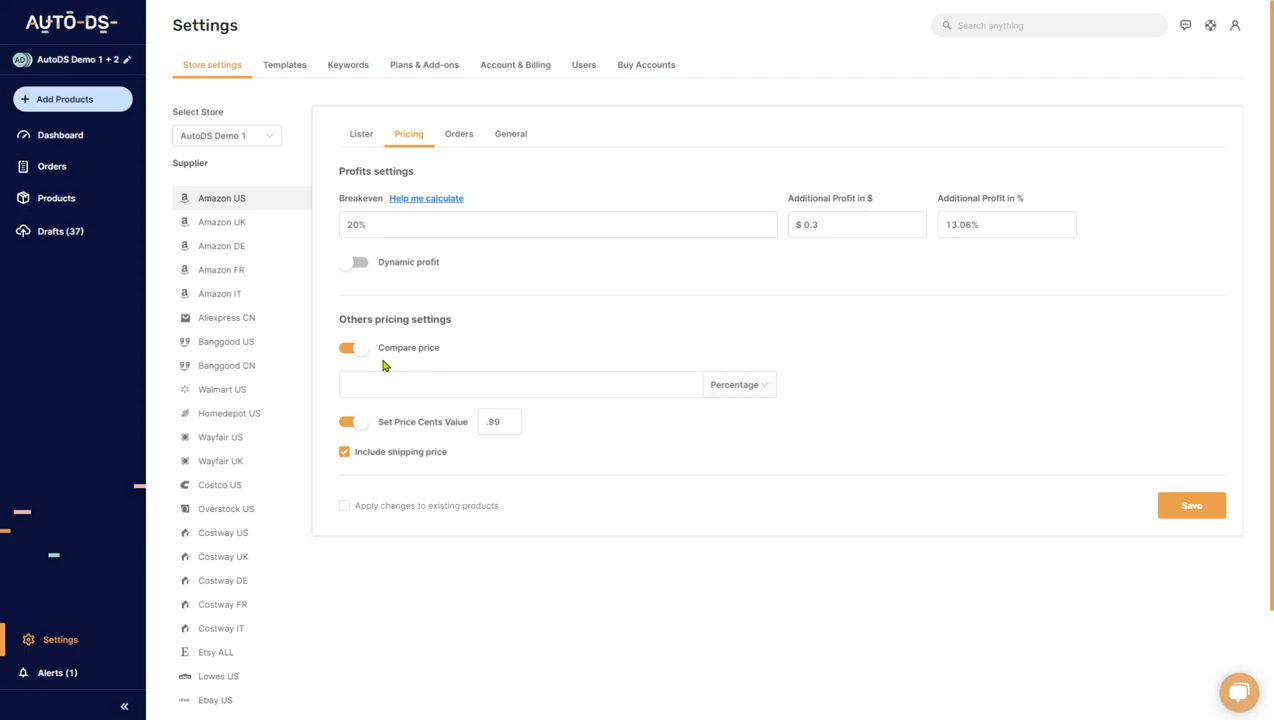 AUTO-DS-
Settings
Search anything
AD AutoDS Demo 1 + 2
Store settings Templates Keywords Plans & Add-ons Account & Billing Users Buy Accounts
+ Add Products
Dashboard
Orders
Products
Drafts (37)
Settings
Alerts (1)
«
Select Store
AutoDS Demo 1
Supplier
Amazon US
Amazon UK
Amazon DE
Amazon FR
Amazon IT
Aliexpress CN
Banggood US
Banggood CN
Walmart US
Homedepot US
Wayfair US
Wayfair UK
Costco US
Overstock US
Costway US
Costway UK
Costway DE
Costway FR
Costway IT
Etsy ALL
Lowes US
Ebay US
Lister Pricing Orders General
Profits settings
Breakeven Help me calculate Additional Profit in $ Additional Profit in %
20% $ 0.3 13.06%
Dynamic profit
Others pricing settings
Compare price
Percentage
Set Price Cents Value .99
Include shipping price
Apply changes to existing products Save